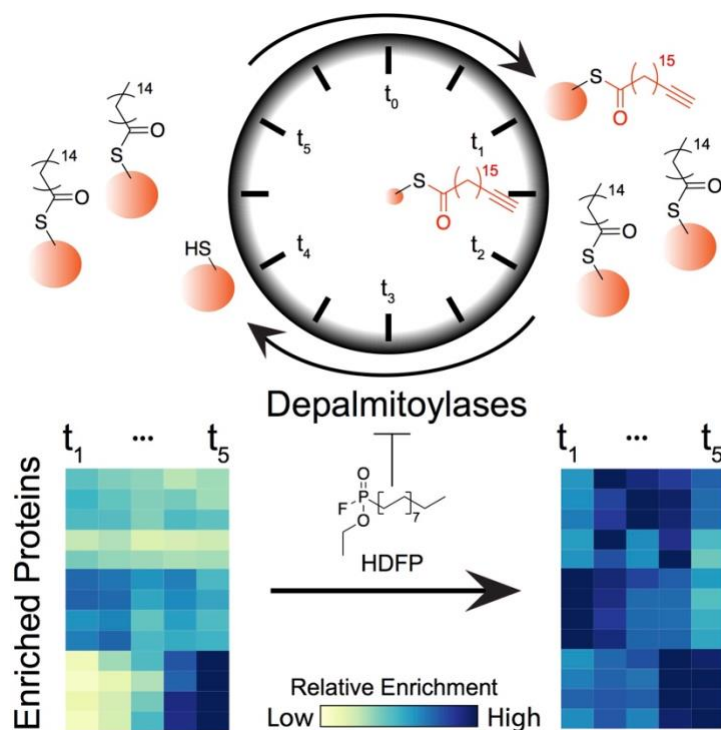 14
O
S
14
O
S
HS
t0
t1
t2
t3
t4
t5
S
15
O
S
15
O
14
O
S
14
O
S
Depalmitoylases
t1 ... t5
t1 ... t5
Enriched Proteins
O
F P
O
7
HDFP
Relative Enrichment
Low High